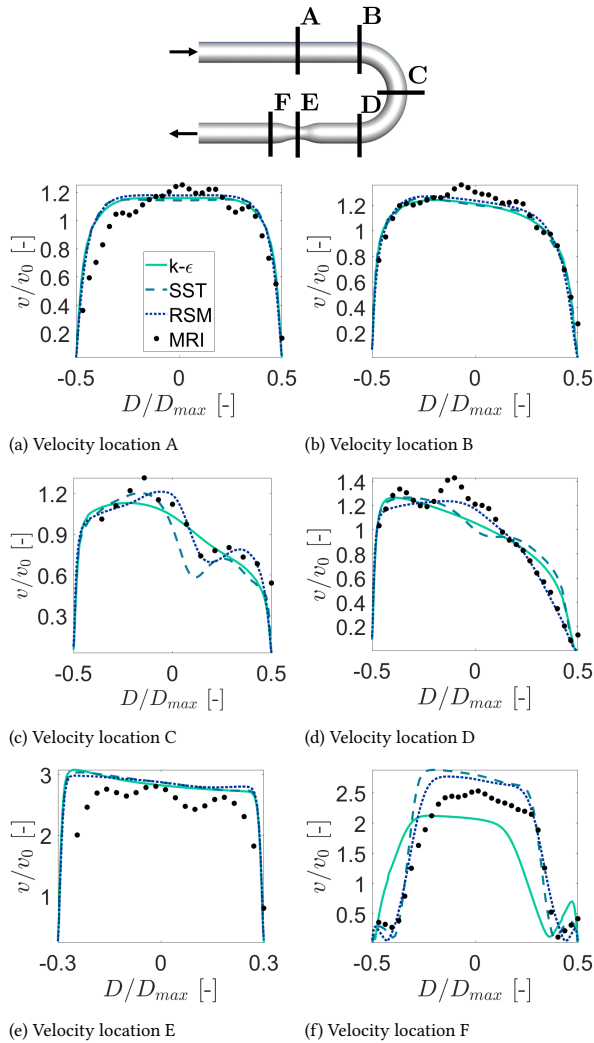 A
B
C
F
E
D
1.2
1
0.8
0.6
0.4
0.2
v/v₀ [-]
k-ϵ
SST
RSM
MRI
-0.5
0
0.5
D/Dₘₐₓ [-]
(a) Velocity location A
1.2
1
0.8
0.6
0.4
0.2
v/v₀ [-]
-0.5
0
0.5
D/Dₘₐₓ [-]
(b) Velocity location B
1.2
0.9
0.6
0.3
v/v₀ [-]
-0.5
0
0.5
D/Dₘₐₓ [-]
(c) Velocity location C
1.4
1.2
1
0.8
0.6
0.4
0.2
v/v₀ [-]
-0.5
0
0.5
D/Dₘₐₓ [-]
(d) Velocity location D
3
2
1
v/v₀ [-]
-0.3
0.3
D/Dₘₐₓ [-]
(e) Velocity location E
2.5
2
1.5
1
0.5
v/v₀ [-]
-0.5
0
0.5
D/Dₘₐₓ [-]
(f) Velocity location F